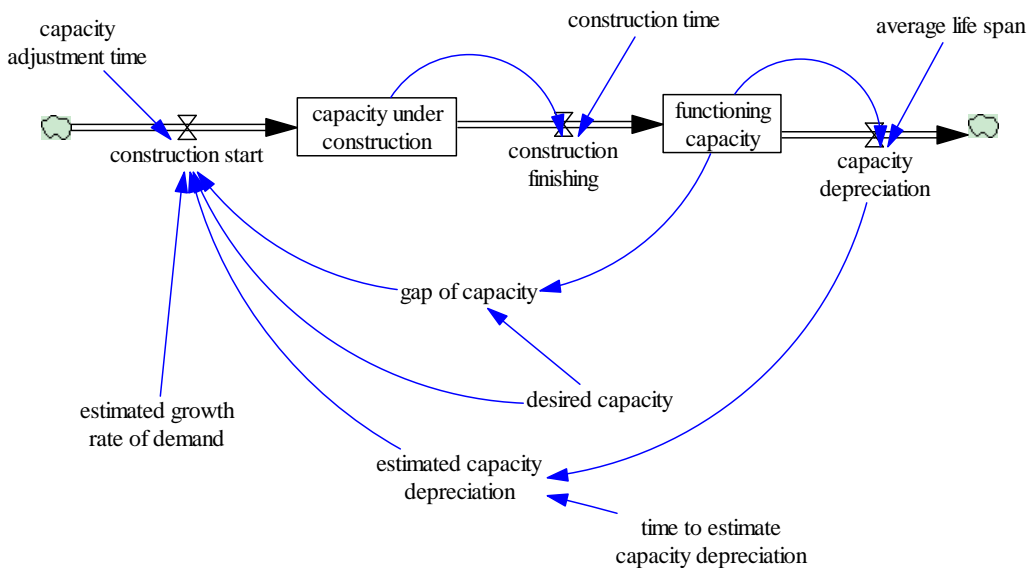 capacity
adjustment time
construction time
average life span
capacity under
construction
functioning
capacity
construction start
construction
finishing
capacity
depreciation
gap of capacity
desired capacity
estimated growth
rate of demand
estimated capacity
depreciation
time to estimate
capacity depreciation